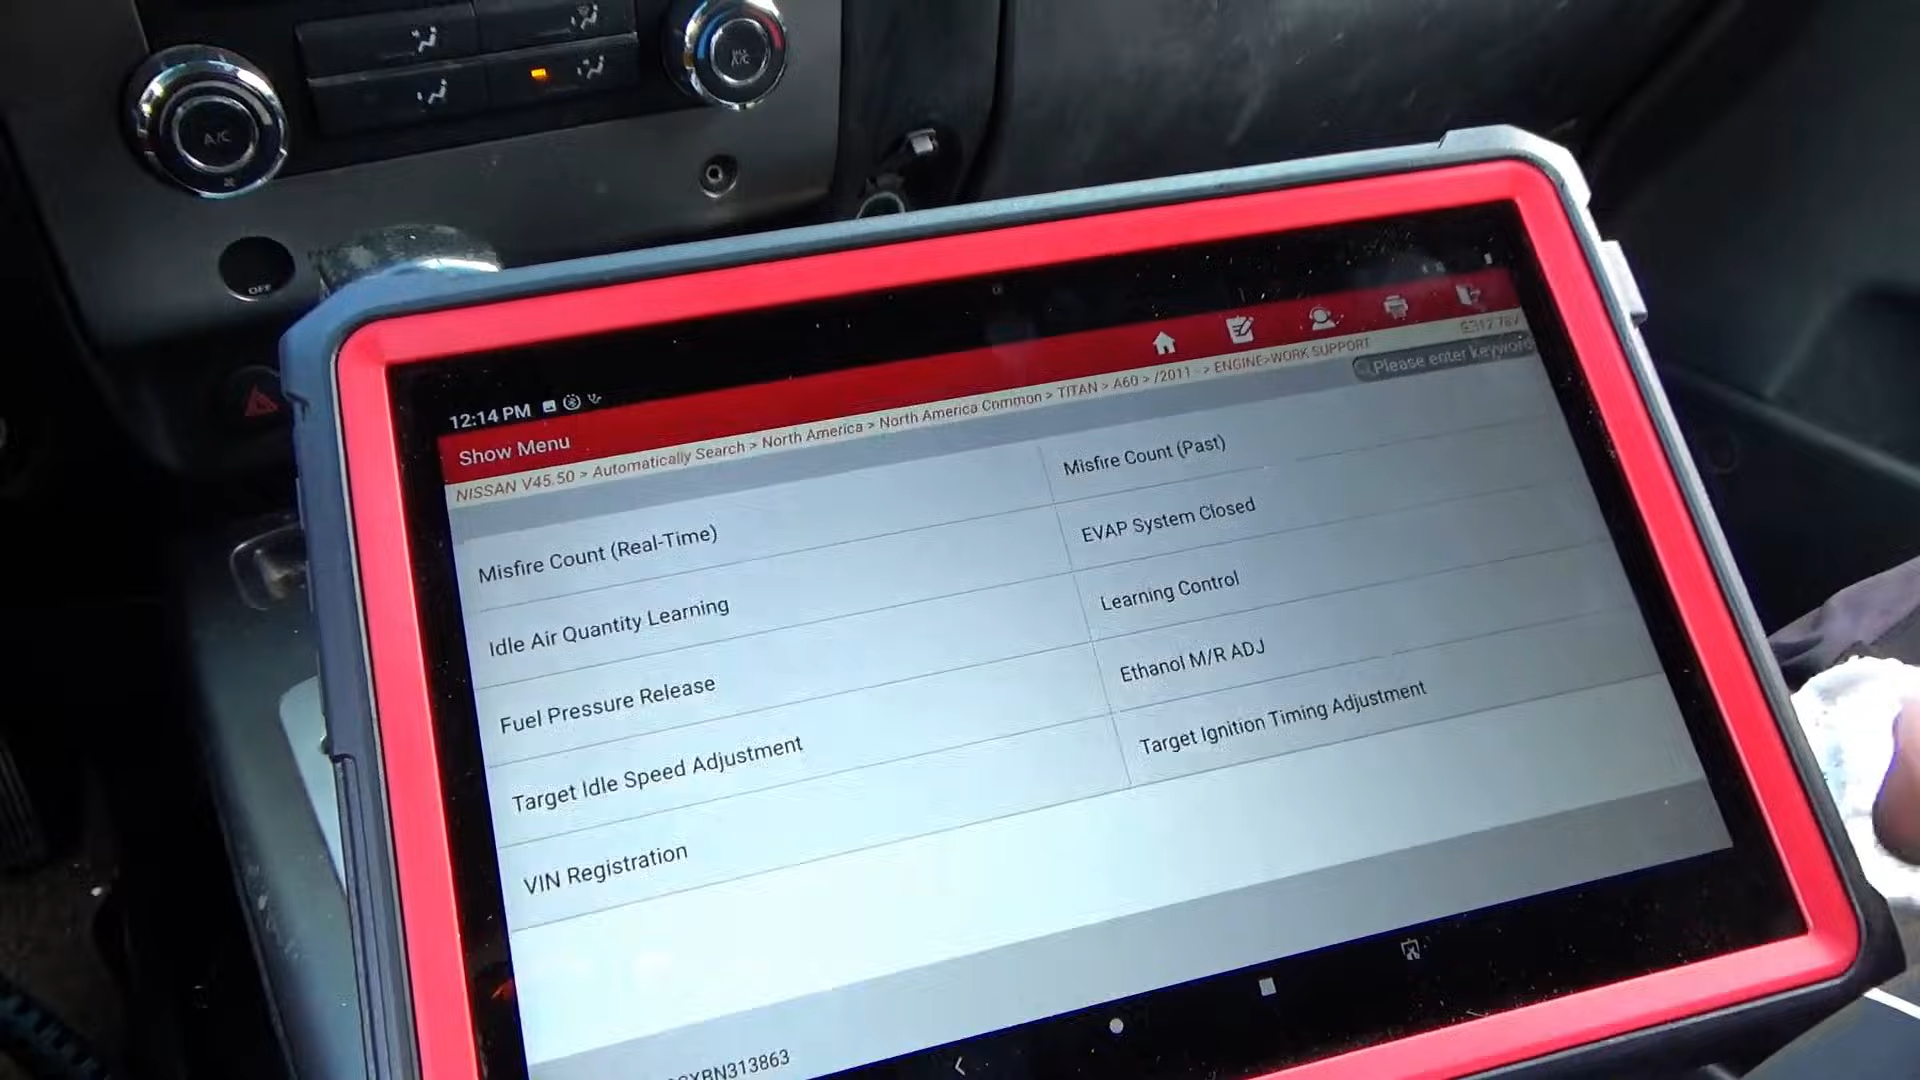 A/C
OFF
12:14 PM
Show Menu
Please enter keyword
NISSAN V45.50 > Automatically Search > North America > North America Common > TITAN > A60 > /2011 - > ENGINE>WORK SUPPORT
Misfire Count (Real-Time)
Misfire Count (Past)
Idle Air Quantity Learning
EVAP System Closed
Fuel Pressure Release
Learning Control
Target Idle Speed Adjustment
Ethanol M/R ADJ
VIN Registration
Target Ignition Timing Adjustment